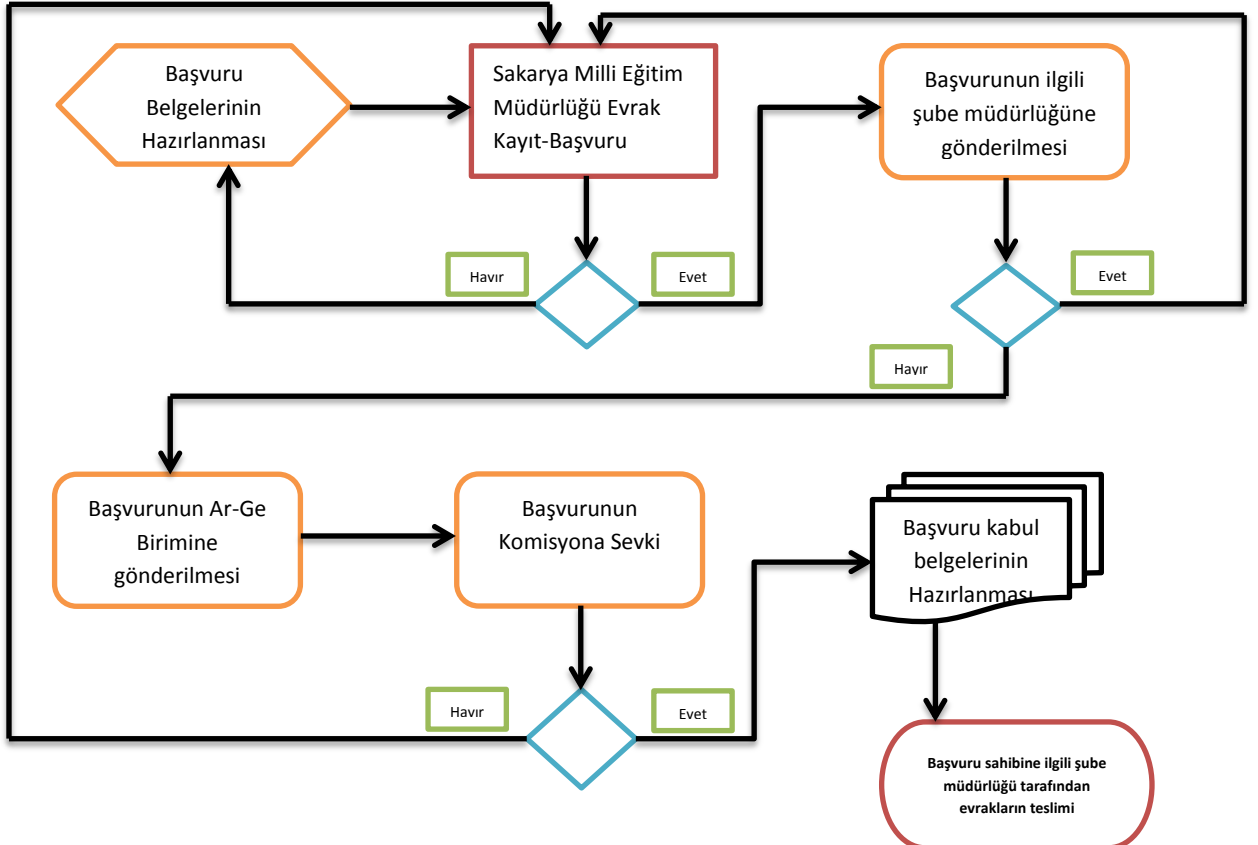 Başvuru
Belgelerinin
Hazırlanması
Sakarya Milli Eğitim
Müdürlüğü Evrak
Kayıt-Başvuru
Başvurunun ilgili
şube müdürlüğüne
gönderilmesi
Hayır
Evet
Evet
Hayır
Başvurunun Ar-Ge
Birimine
gönderilmesi
Başvurunun
Komisyona Sevki
Başvuru kabul
belgelerinin
Hazırlanması
Hayır
Evet
Başvuru sahibine ilgili şube
müdürlüğü tarafından
evrakların teslimi